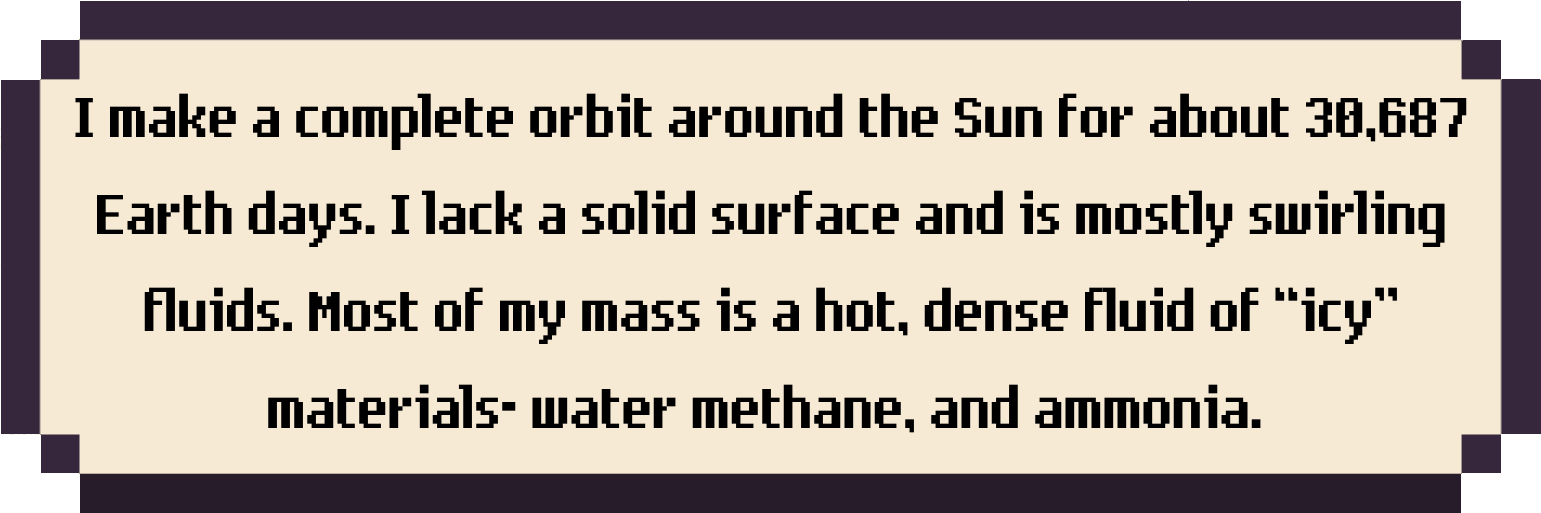 I make a complete orbit around the Sun for about 30,687
Earth days. I lack a solid surface and is mostly swirling
fluids. Most of my mass is a hot, dense fluid of “icy”
materials- water methane, and ammonia.